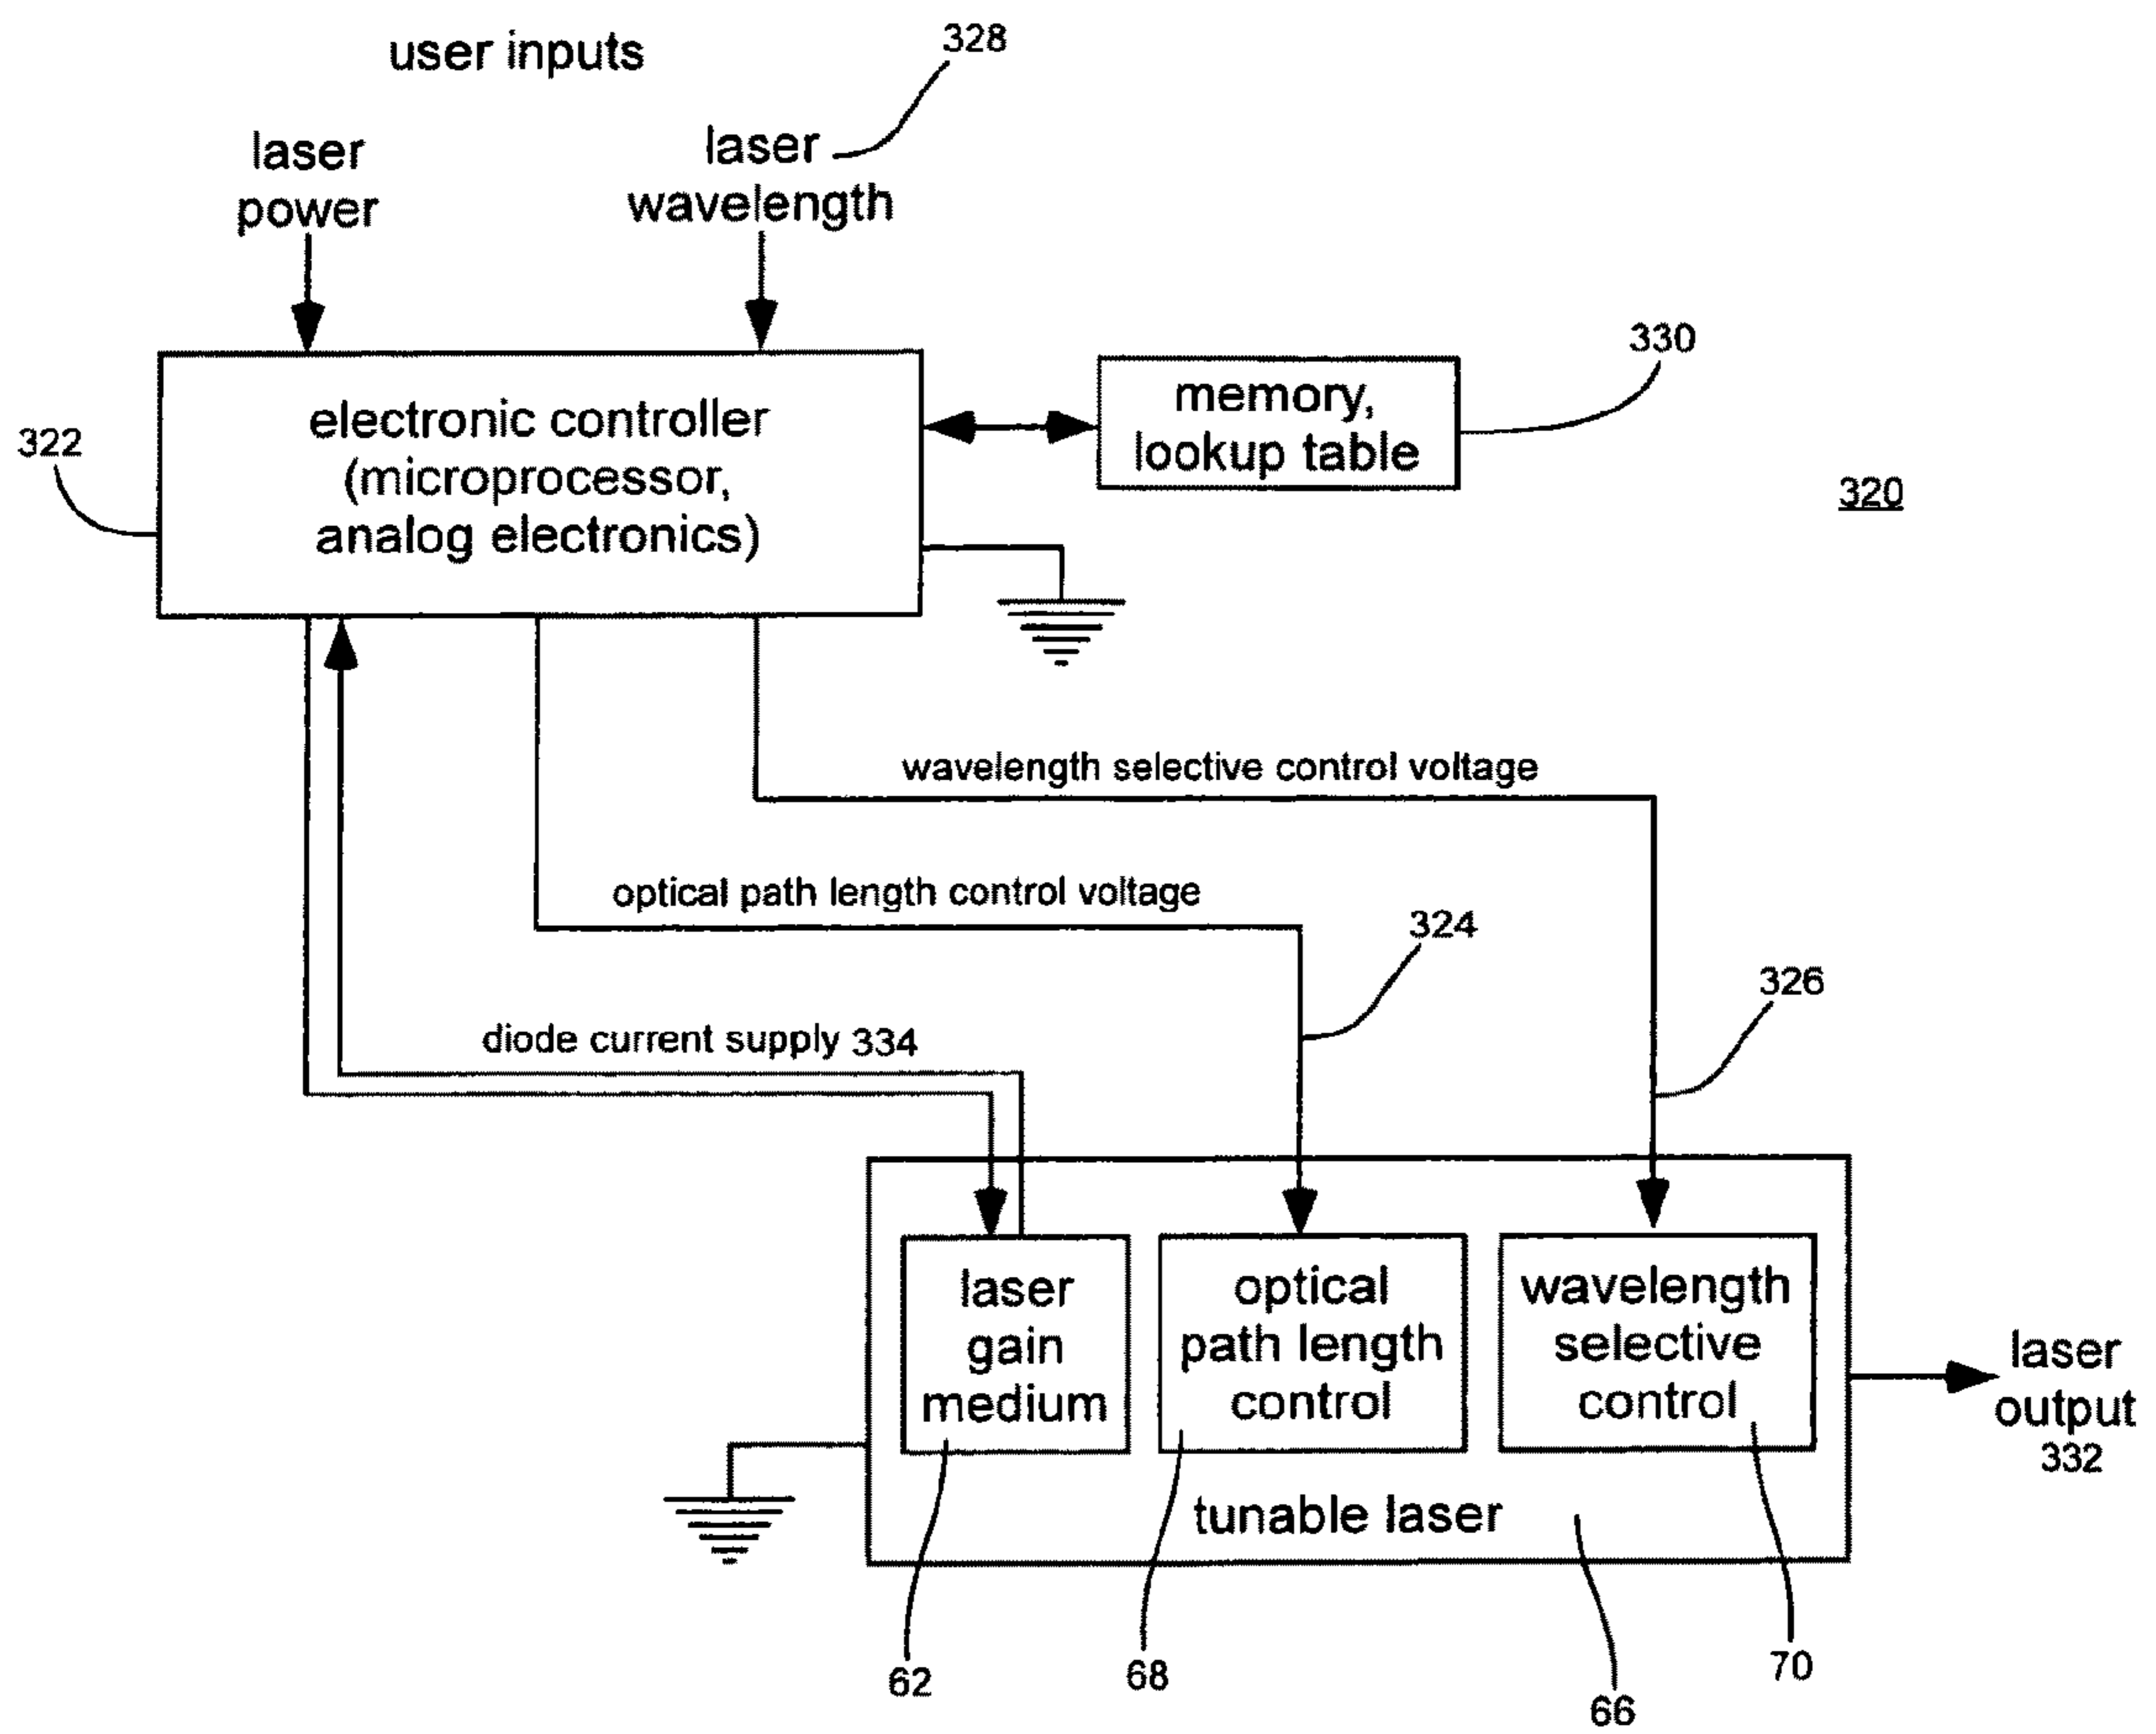 user inputs
328
laser
power
laser
wavelength
322
electronic controller
(microprocessor,
analog electronics)
memory,
lookup table
330
320
wavelength selective control voltage
optical path length control voltage
324
326
diode current supply 334
laser
gain
medium
optical
path length
control
wavelength
selective
control
laser
output
332
tunable laser
62
68
66
70